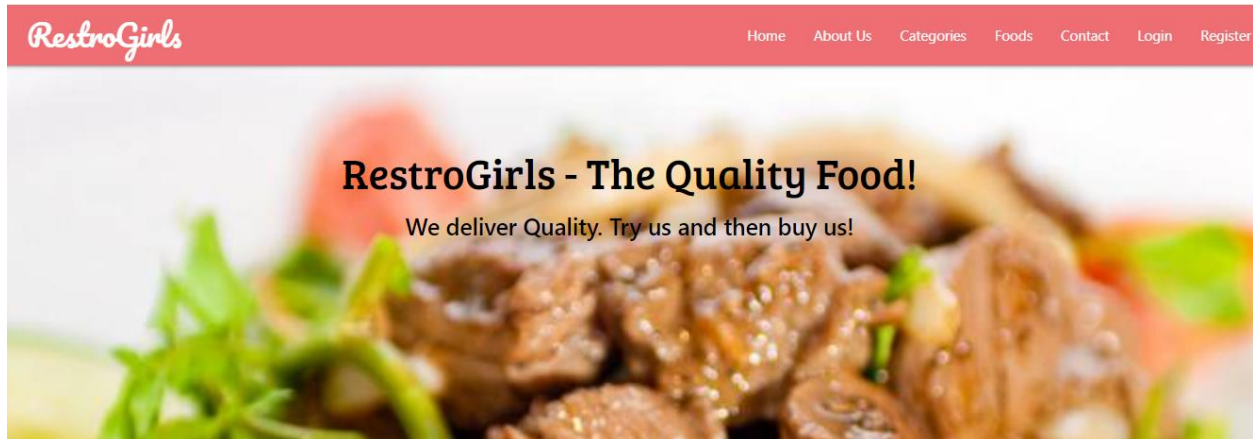 RestroGirls
Home About Us Categories Foods Contact Login Register
RestroGirls - The Quality Food!
We deliver Quality. Try us and then buy us!